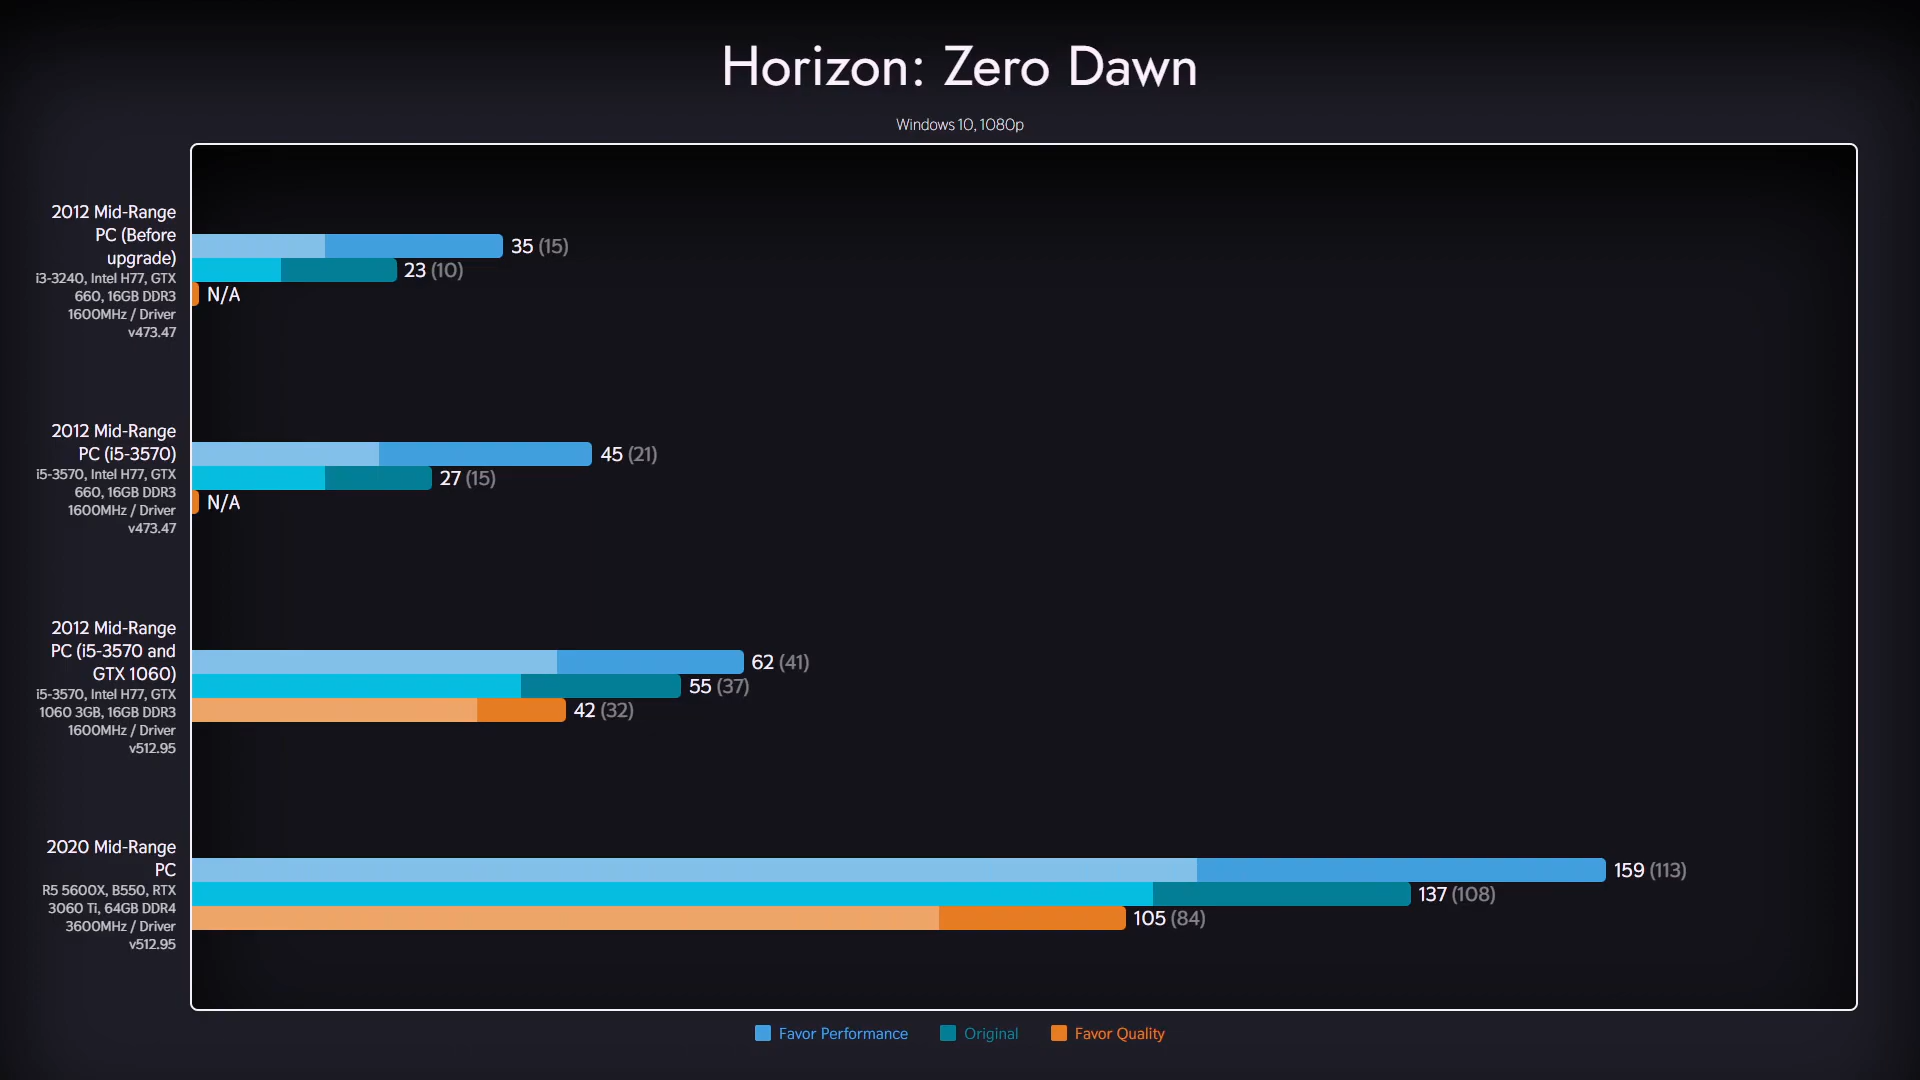 Horizon: Zero Dawn
Windows 10, 1080p
2012 Mid-Range
PC (Before
upgrade)
i3-3240, Intel H77, GTX
660, 16GB DDR3
1600MHz / Driver
v473.47
35 (15)
23 (10)
N/A
2012 Mid-Range
PC (i5-3570)
i5-3570, Intel H77, GTX
660, 16GB DDR3
1600MHz / Driver
v473.47
45 (21)
27 (15)
N/A
2012 Mid-Range
PC (i5-3570 and
GTX 1060)
i5-3570, Intel H77, GTX
1060 3GB, 16GB DDR3
1600MHz / Driver
v512.95
62 (41)
55 (37)
42 (32)
2020 Mid-Range
PC
R5 5600X, B550, RTX
3060 Ti, 64GB DDR4
3600MHz / Driver
v512.95
159 (113)
137 (108)
105 (84)
Favor Performance
Original
Favor Quality